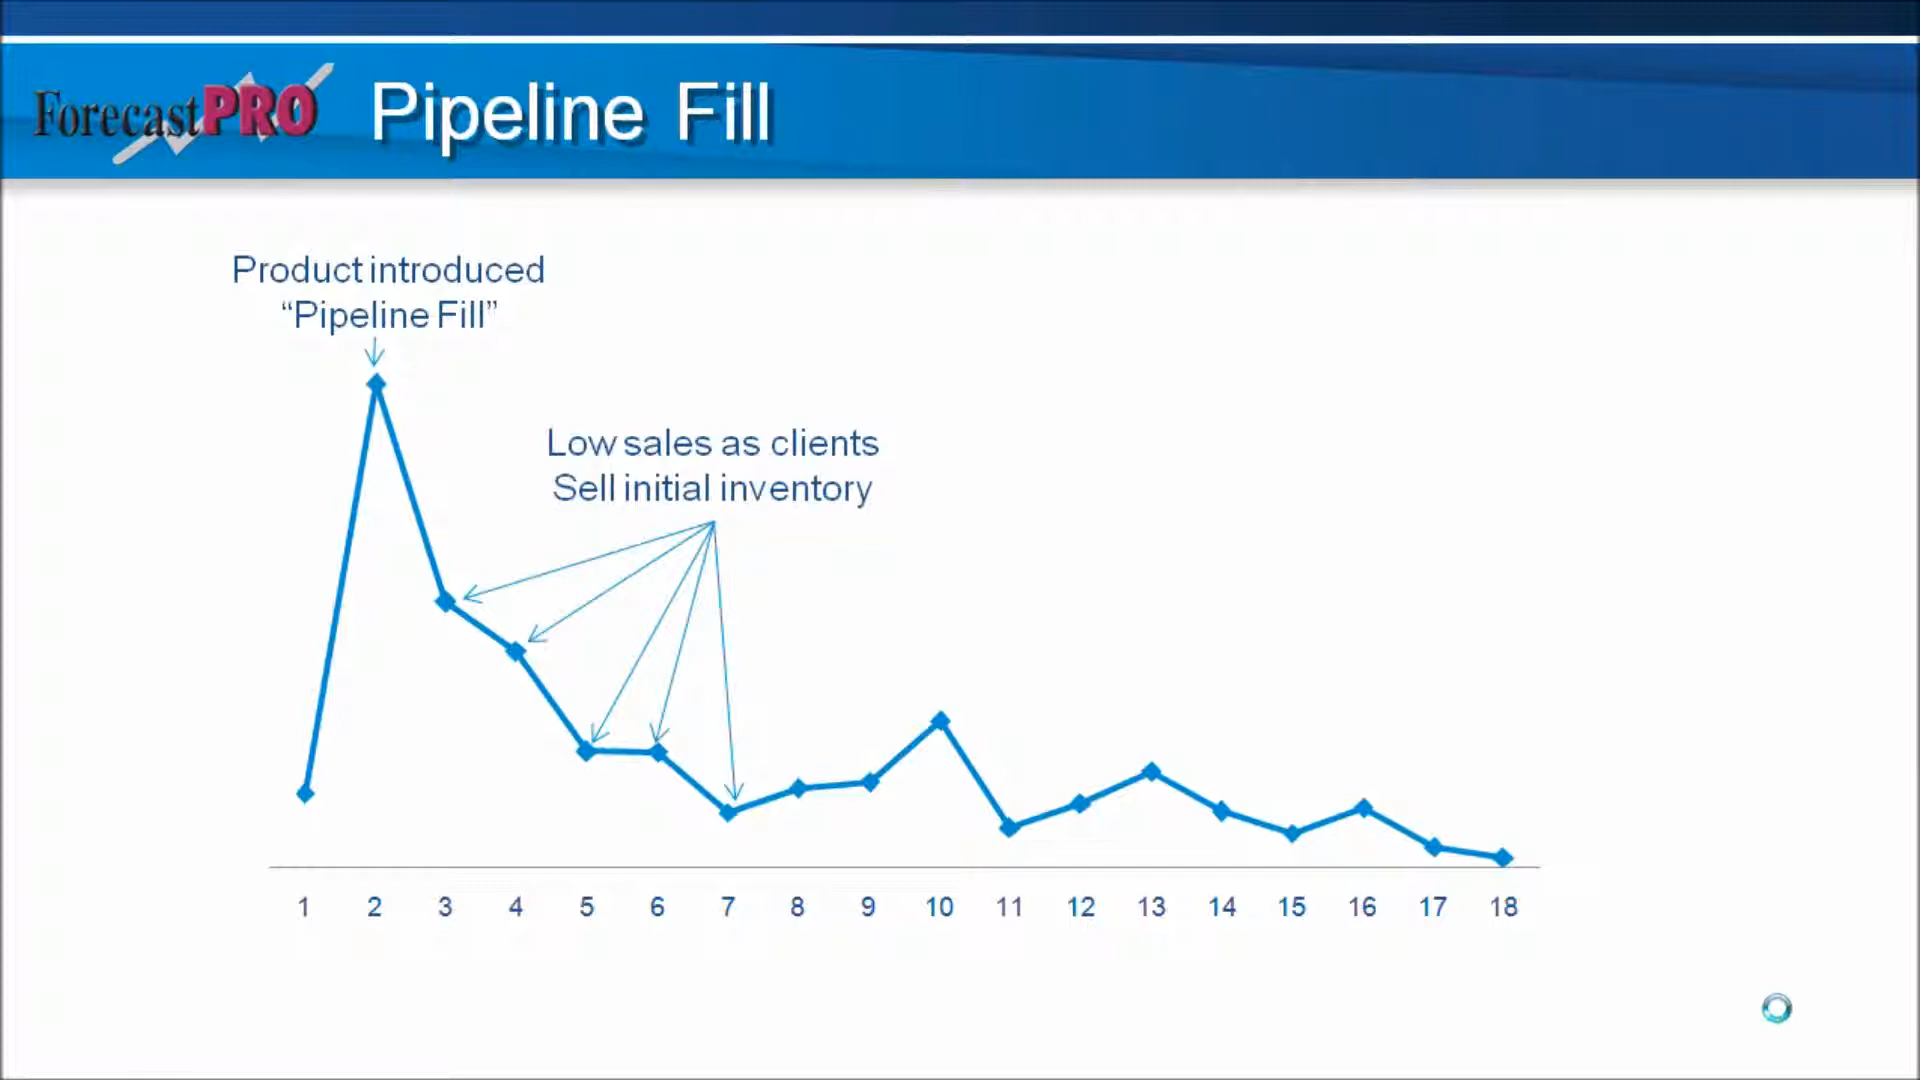 ForecastPRO
Pipeline Fill
Product introduced
“Pipeline Fill”
Low sales as clients
Sell initial inventory
1 2 3 4 5 6 7 8 9 10 11 12 13 14 15 16 17 18